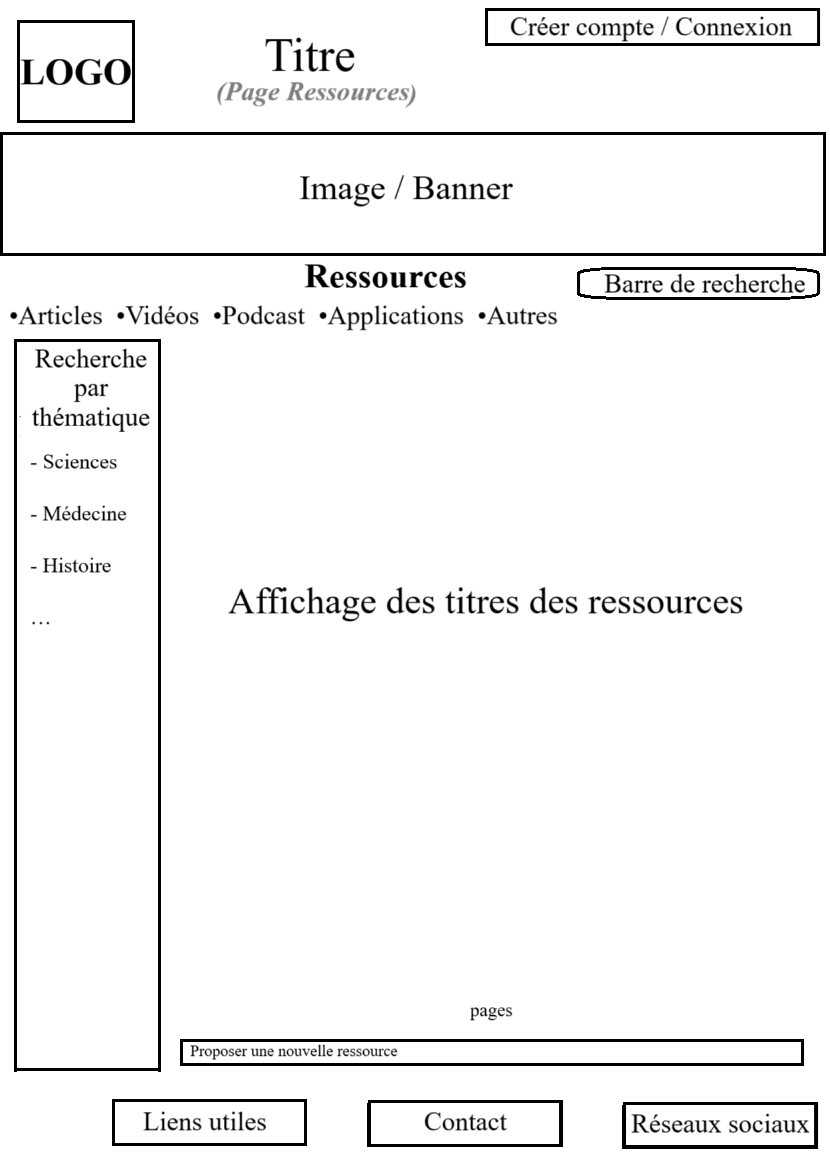 Créer compte / Connexion
LOGO
Titre
(Page Ressources)
Image / Banner
Ressources
Barre de recherche
•Articles •Vidéos •Podcast •Applications •Autres
Recherche
par
thématique
- Sciences
- Médecine
- Histoire
…
Affichage des titres des ressources
pages
Proposer une nouvelle ressource
Liens utiles
Contact
Réseaux sociaux